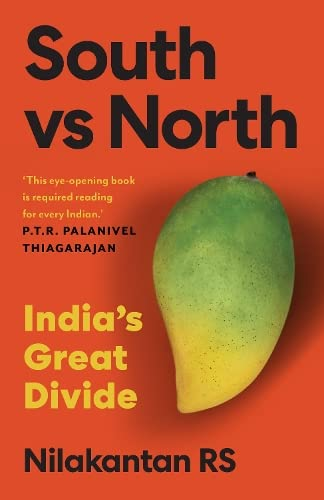 South
vs North
‘This eye-opening book
is required reading
for every Indian.’
P.T.R. PALANIVEL
THIAGARAJAN
India’s
Great
Divide
Nilakantan RS